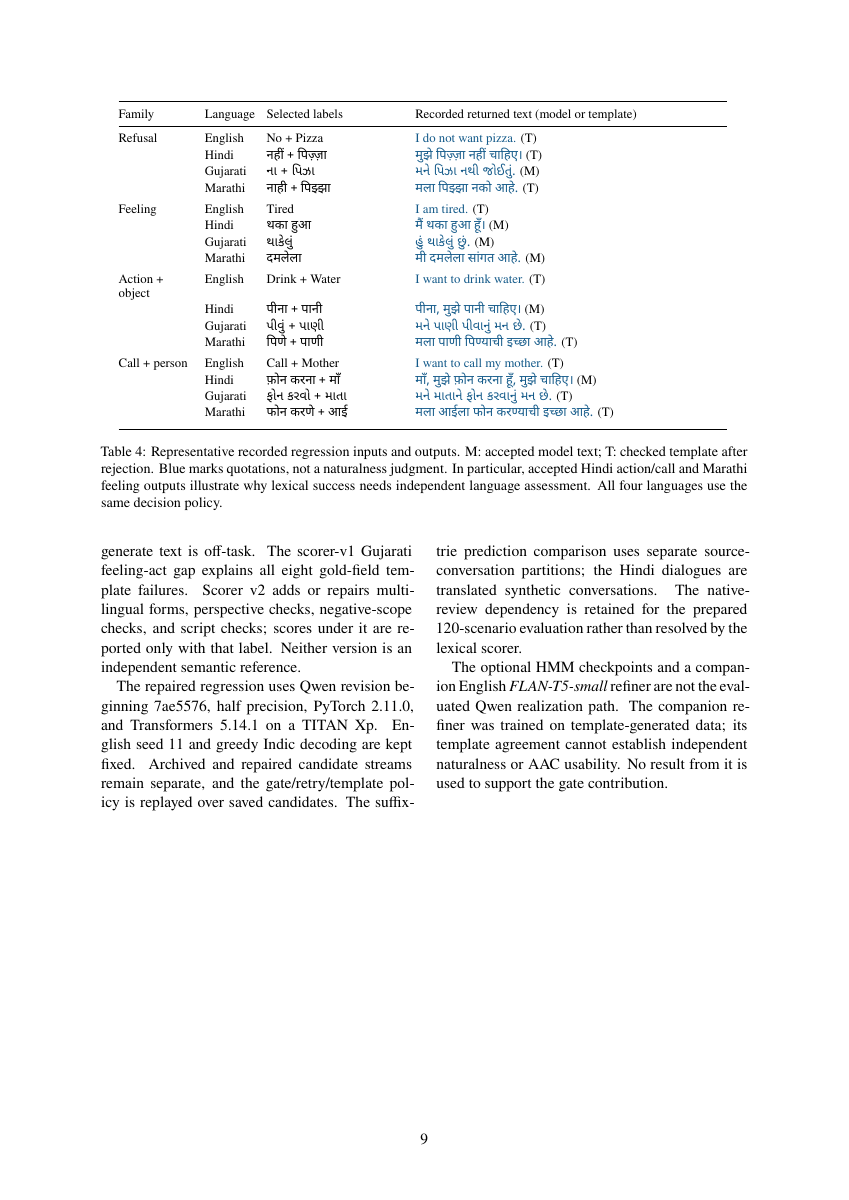 Family Language Selected labels Recorded returned text (model or template)
Refusal English No + Pizza I do not want pizza. (T)
Hindi नहीं + पिज़्ज़ा मुझे पिज़्ज़ा नहीं चाहिए। (T)
Gujarati ના + પિઝા મને પિઝા નથી જોઈતું. (M)
Marathi नाही + पिझ्झा मला पिझ्झा नको आहे. (T)
Feeling English Tired I am tired. (T)
Hindi थका हुआ मैं थका हुआ हूँ। (M)
Gujarati થાકેલું હું થાકેલું છું. (M)
Marathi दमलेला मी दमलेला सांगत आहे. (M)
Action + English Drink + Water I want to drink water. (T)
object
Hindi पीना + पानी पीना, मुझे पानी चाहिए। (M)
Gujarati પીવું + પાણી મને પાણી પીવાનું મન છે. (T)
Marathi पिणे + पाणी मला पाणी पिण्याची इच्छा आहे. (T)
Call + person English Call + Mother I want to call my mother. (T)
Hindi फ़ोन करना + माँ माँ, मुझे फ़ोन करना हूँ, मुझे चाहिए। (M)
Gujarati ફોન કરવો + માતા મને માતાને ફોન કરવાનું મન છે. (T)
Marathi फोन करणे + आई मला आईला फोन करण्याची इच्छा आहे. (T)
Table 4: Representative recorded regression inputs and outputs. M: accepted model text; T: checked template after
rejection. Blue marks quotations, not a naturalness judgment. In particular, accepted Hindi action/call and Marathi
feeling outputs illustrate why lexical success needs independent language assessment. All four languages use the
same decision policy.
generate text is off-task. The scorer-v1 Gujarati
feeling-act gap explains all eight gold-field tem-
plate failures. Scorer v2 adds or repairs multi-
lingual forms, perspective checks, negative-scope
checks, and script checks; scores under it are re-
ported only with that label. Neither version is an
independent semantic reference.
The repaired regression uses Qwen revision be-
ginning 7ae5576, half precision, PyTorch 2.11.0,
and Transformers 5.14.1 on a TITAN Xp. En-
glish seed 11 and greedy Indic decoding are kept
fixed. Archived and repaired candidate streams
remain separate, and the gate/retry/template pol-
icy is replayed over saved candidates. The suffix-
trie prediction comparison uses separate source-
conversation partitions; the Hindi dialogues are
translated synthetic conversations. The native-
review dependency is retained for the prepared
120-scenario evaluation rather than resolved by the
lexical scorer.
The optional HMM checkpoints and a compan-
ion English FLAN-T5-small refiner are not the eval-
uated Qwen realization path. The companion re-
finer was trained on template-generated data; its
template agreement cannot establish independent
naturalness or AAC usability. No result from it is
used to support the gate contribution.
9